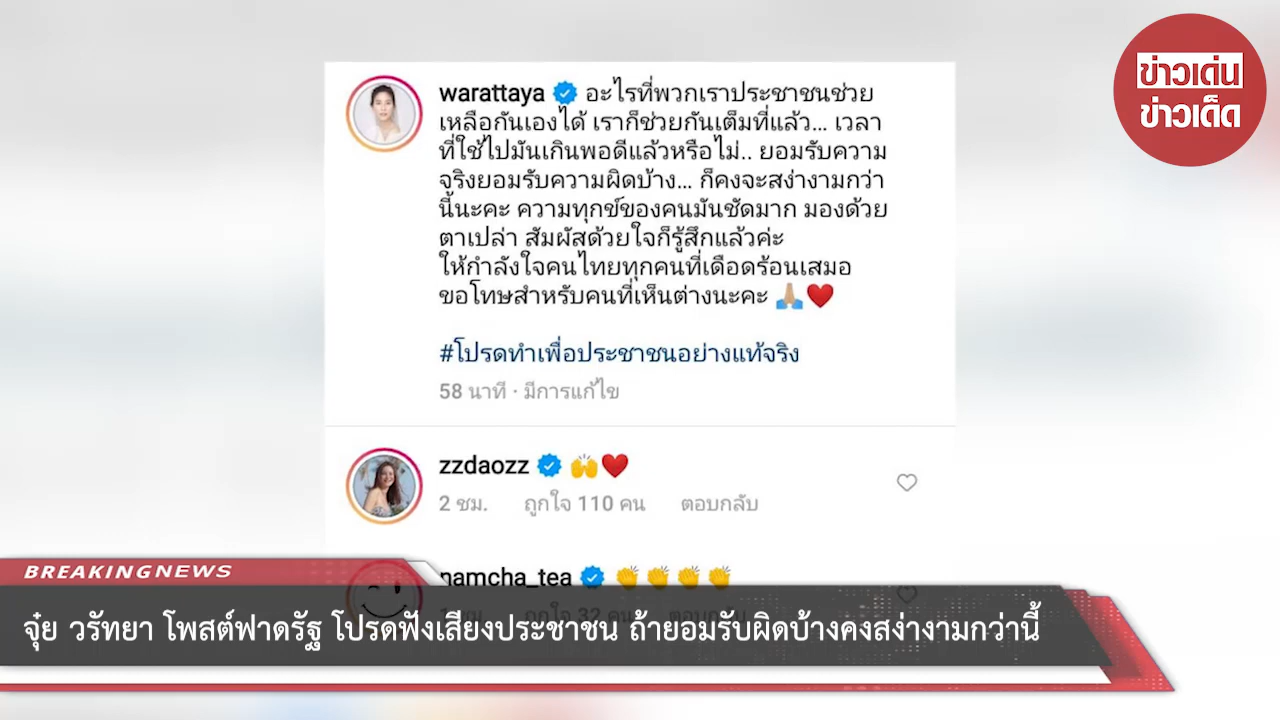 ข่าวเด่น
ข่าวเด็ด
warattaya อะไรที่พวกเราประชาชนช่วย
เหลือกันเองได้ เราก็ช่วยกันเต็มที่แล้ว... เวลา
ที่ใช้ไปมันเกินพอดีแล้วหรือไม่.. ยอมรับความ
จริงยอมรับความผิดบ้าง... ก็คงจะสง่างามกว่า
นี้นะคะ ความทุกข์ของคนมันชัดมาก มองด้วย
ตาเปล่า สัมผัสด้วยใจก็รู้สึกแล้วค่ะ
ให้กำลังใจคนไทยทุกคนที่เดือดร้อนเสมอ
ขอโทษสำหรับคนที่เห็นต่างนะคะ 🙏🏼❤️
#โปรดทำเพื่อประชาชนอย่างแท้จริง
58 นาที · มีการแก้ไข
zzdaozz 🙌❤️
2 ชม. ถูกใจ 110 คน ตอบกลับ
namcha_tea 👏👏👏👏
ถูกใจ 32 คน ตอบกลับ
BREAKINGNEWS
จุ๋ย วรัทยา โพสต์ฟาดรัฐ โปรดฟังเสียงประชาชน ถ้ายอมรับผิดบ้างคงสง่างามกว่านี้